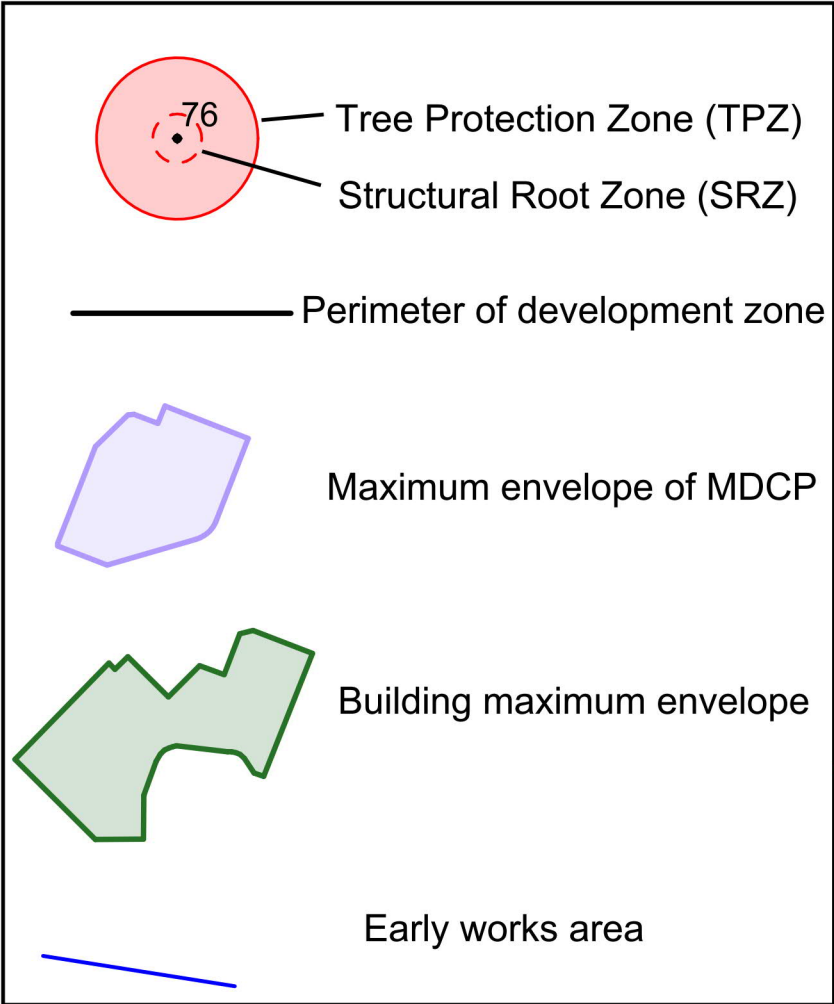 76
Tree Protection Zone (TPZ)
Structural Root Zone (SRZ)
Perimeter of development zone
Maximum envelope of MDCP
Building maximum envelope
Early works area